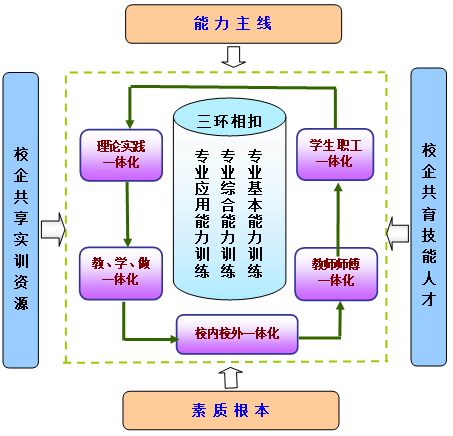 能力主线
校企共享实训资源
三环相扣
专业应用能力训练
专业综合能力训练
专业基本能力训练
理论实践
一体化
学生职工
一体化
教、学、做
一体化
教师师傅
一体化
校内校外一体化
校企共育技能人才
素质根本